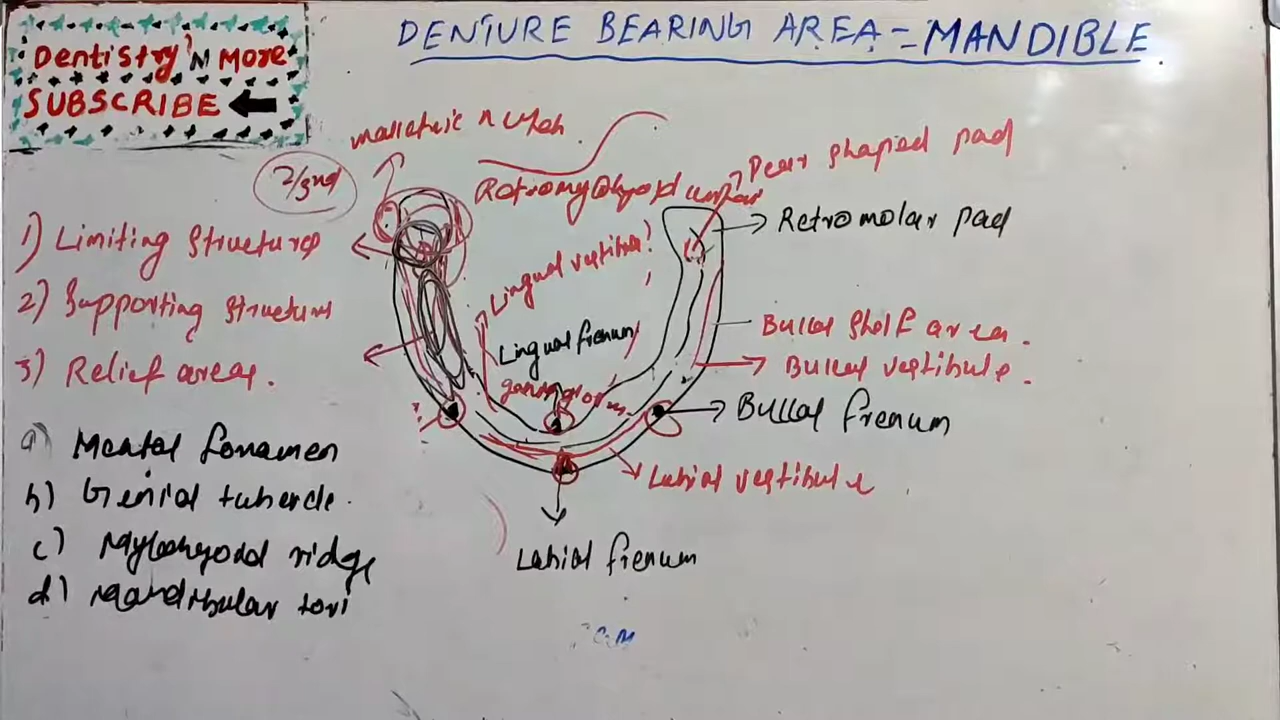 DENTURE BEARING AREA - MANDIBLE
Dentistry 'N MORE
SUBSCRIBE
2/3rd
Pear shaped pad
Retromolar pad
1) Limiting structures
Lingual vestibule
2) Supporting structures
Buccal shelf area.
Lingual frenum
3) Relief areas.
Buccal vestibule.
Buccal frenum
a) Mental foramen
Labial vestibule
b) Genial tubercle.
c) Mylohyoid ridge
Labial frenum
d) Mandibular tori